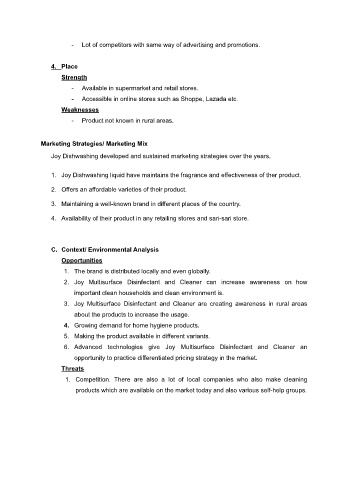 - Lot of competitors with same way of advertising and promotions.
4. Place
Strength
- Available in supermarket and retail stores.
- Accessible in online stores such as Shoppe, Lazada etc.
Weaknesses
- Product not known in rural areas.
Marketing Strategies/ Marketing Mix
Joy Dishwashing developed and sustained marketing strategies over the years.
1. Joy Dishwashing liquid have maintains the fragrance and effectiveness of ther product.
2. Offers an affordable varieties of their product.
3. Maintaining a well-known brand in different places of the country.
4. Availability of their product in any retailing stores and sari-sari store.
C. Context/ Environmental Analysis
Opportunities
1. The brand is distributed locally and even globally.
2. Joy Multisurface Disinfectant and Cleaner can increase awareness on how
important clean households and clean environment is.
3. Joy Multisurface Disinfectant and Cleaner are creating awareness in rural areas
about the products to increase the usage.
4. Growing demand for home hygiene products.
5. Making the product available in different variants.
6. Advanced technologies give Joy Multisurface Disinfectant and Cleaner an
opportunity to practice differentiated pricing strategy in the market.
Threats
1. Competition. There are also a lot of local companies who also make cleaning
products which are available on the market today and also various self-help groups.